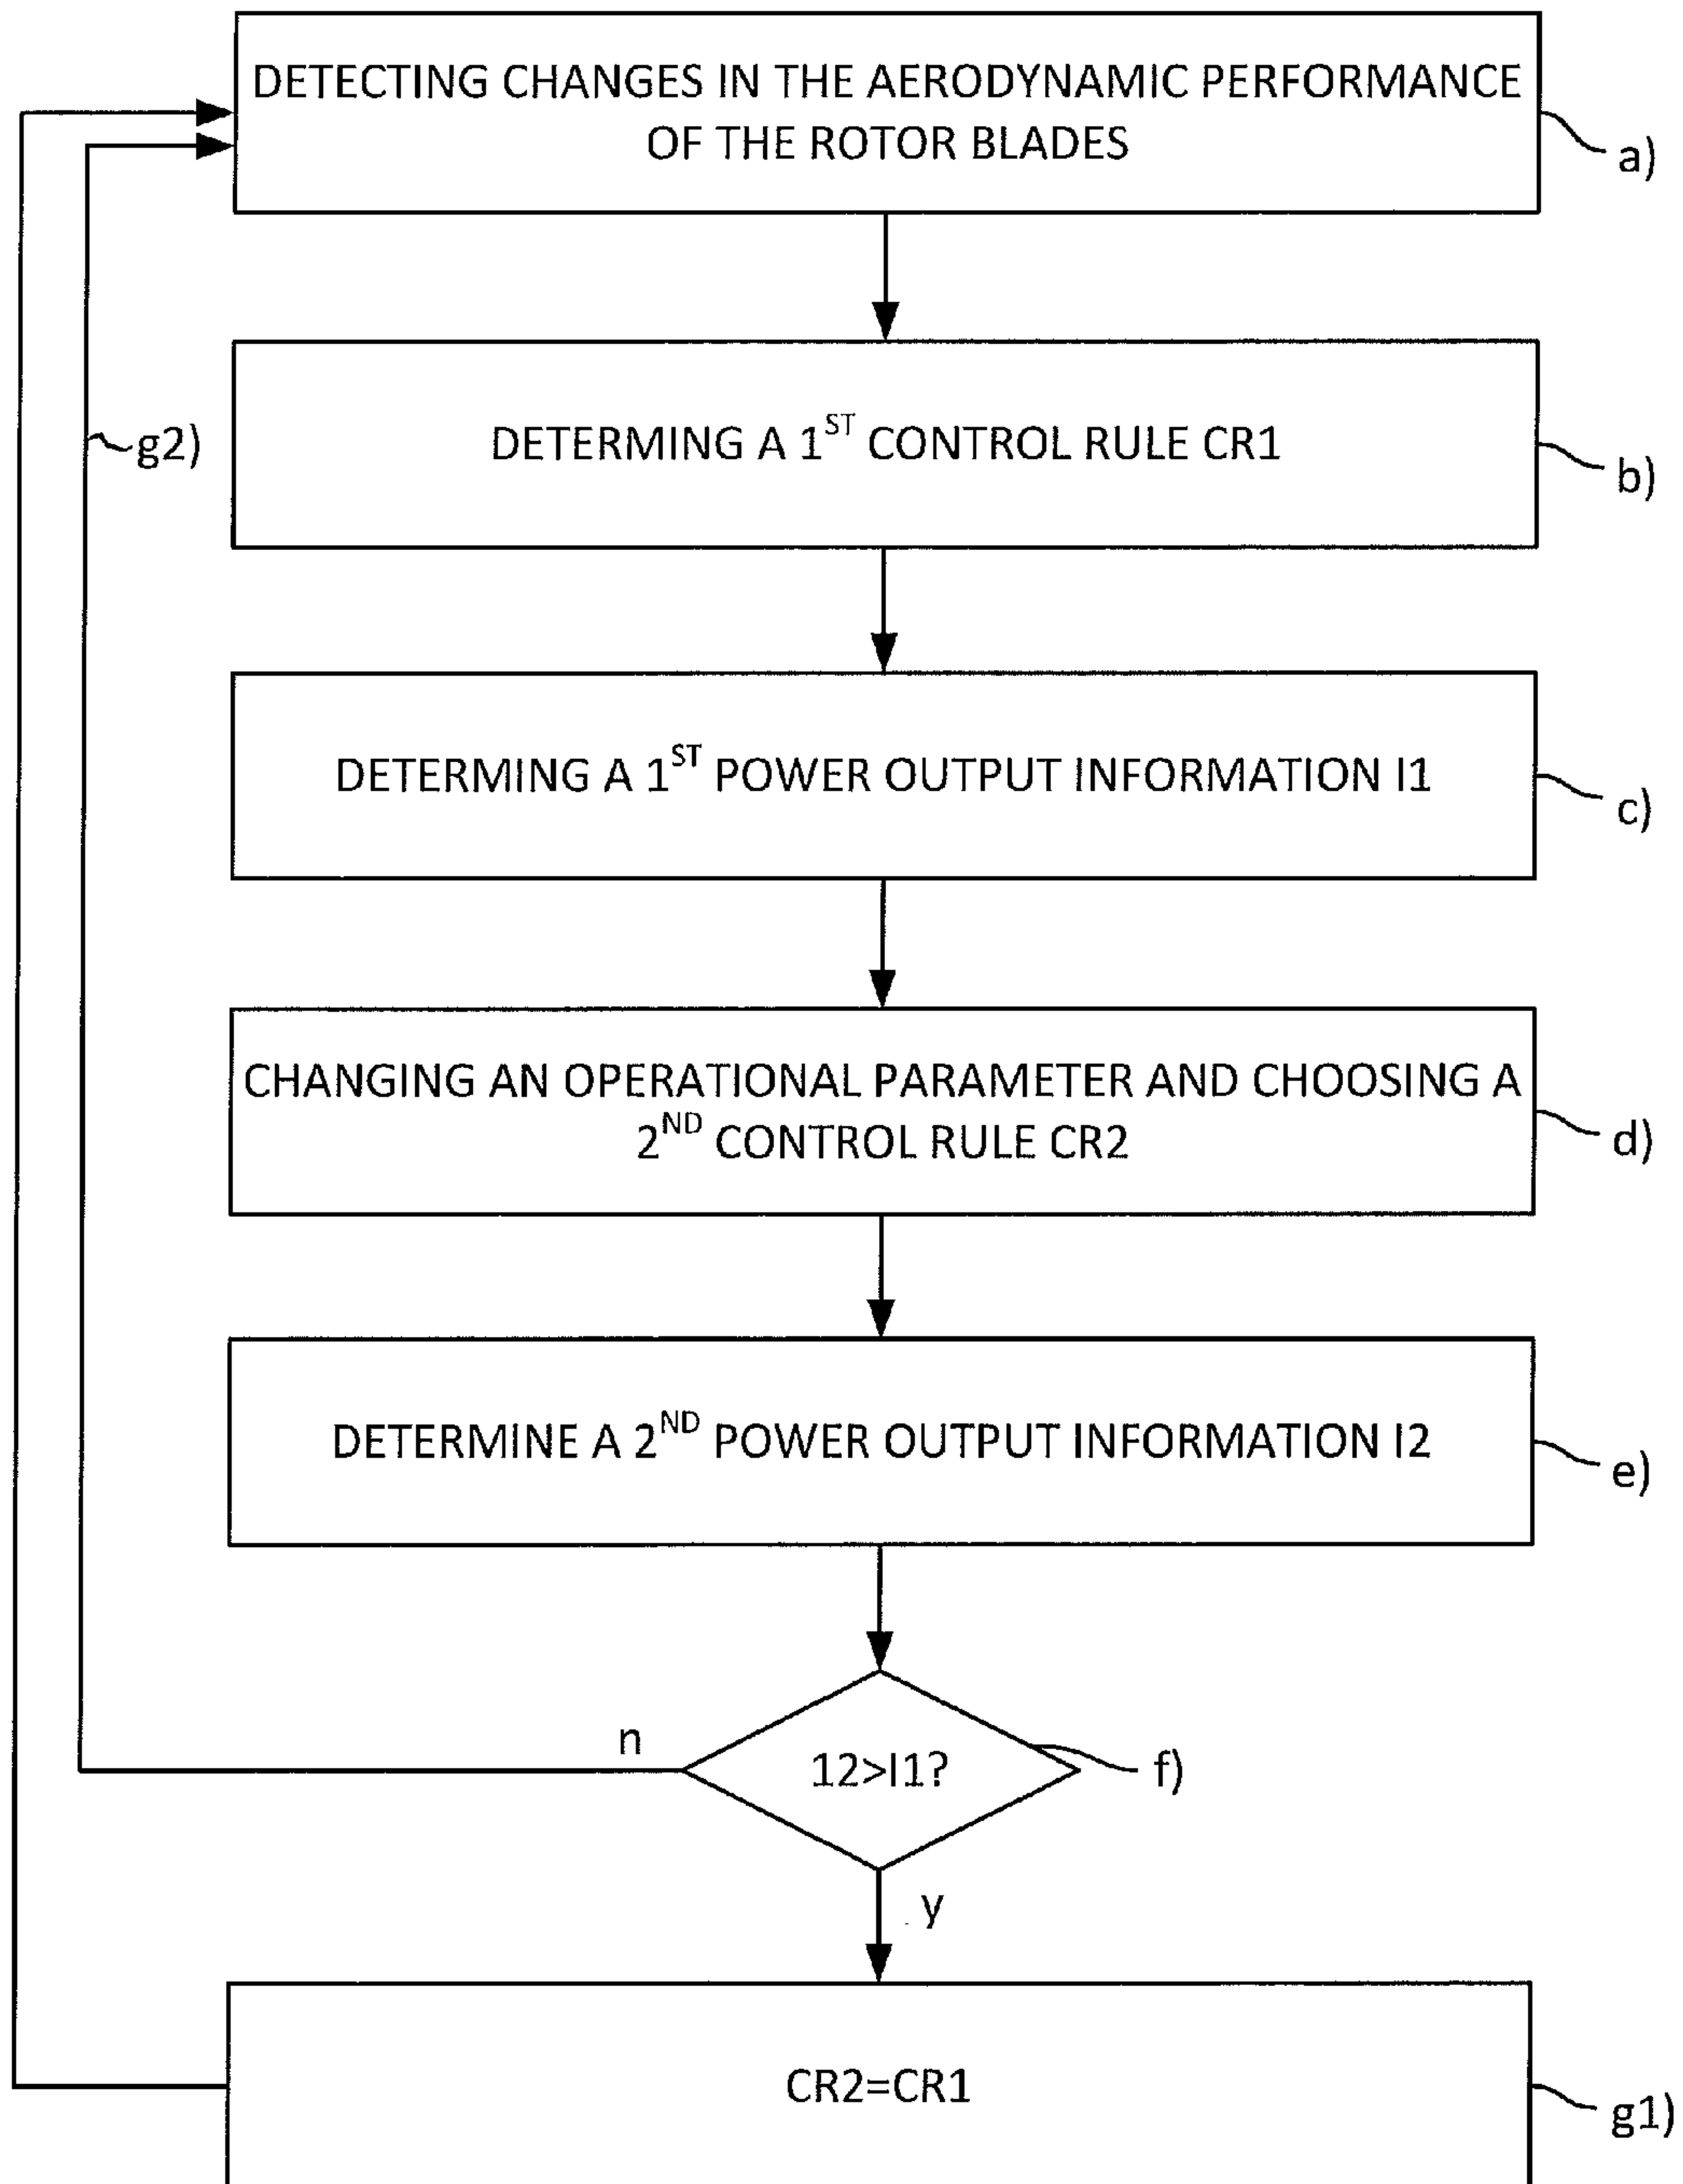 DETECTING CHANGES IN THE AERODYNAMIC PERFORMANCE
OF THE ROTOR BLADES
a)
DETERMING A 1ST CONTROL RULE CR1
b)
g2)
DETERMING A 1ST POWER OUTPUT INFORMATION I1
c)
CHANGING AN OPERATIONAL PARAMETER AND CHOOSING A
2ND CONTROL RULE CR2
d)
DETERMINE A 2ND POWER OUTPUT INFORMATION I2
e)
n
12>I1?
f)
y
CR2=CR1
g1)